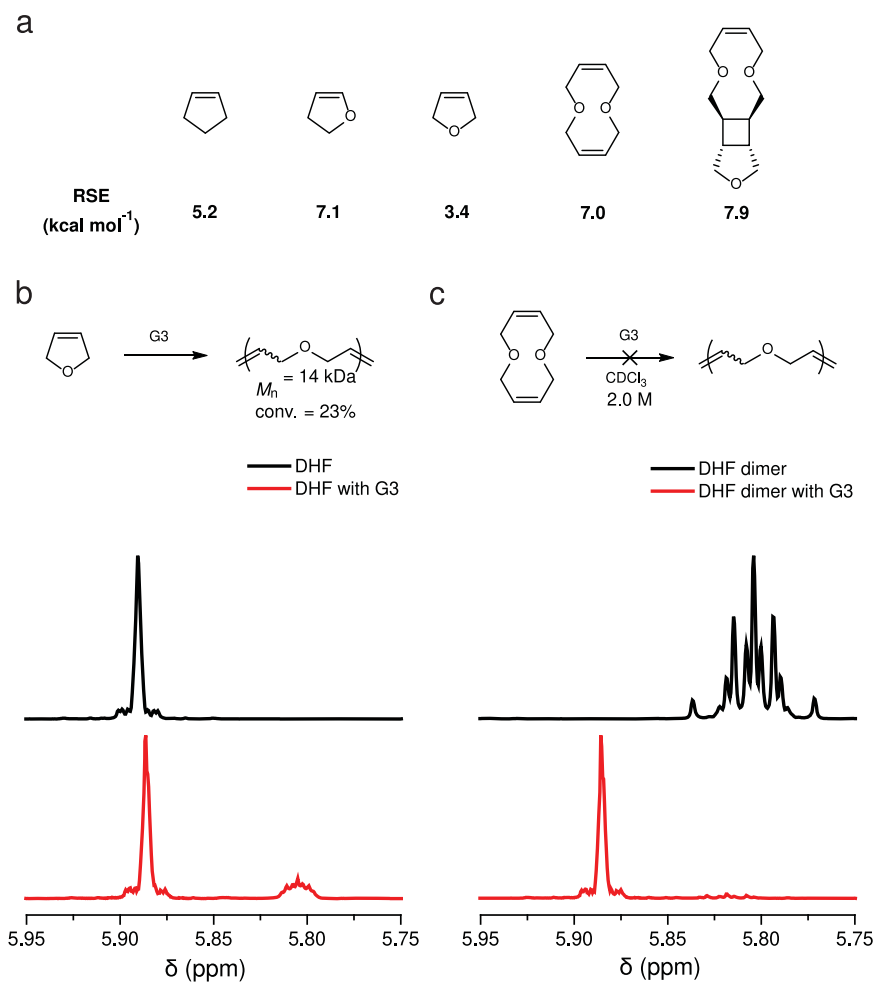 a
O
O
O O
O O
O
RSE
(kcal mol⁻¹)
5.2 7.1 3.4 7.0 7.9
b
O
G3
O
Mn = 14 kDa
conv. = 23%
DHF
DHF with G3
5.95 5.90 5.85 5.80 5.75
δ (ppm)
c
O O
G3
CDCl₃
2.0 M
O
DHF dimer
DHF dimer with G3
5.95 5.90 5.85 5.80 5.75
δ (ppm)